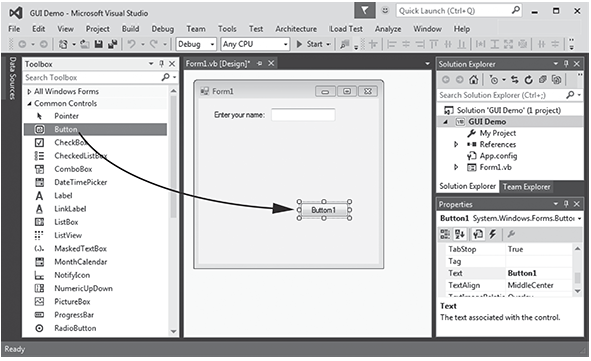 GUI Demo - Microsoft Visual Studio
Quick Launch (Ctrl+Q)
File Edit View Project Build Debug Team Tools Test Architecture Load Test Analyze Window Help
Debug Any CPU Start
Data Sources
Toolbox
Search Toolbox
All Windows Forms
Common Controls
Pointer
Button
CheckBox
CheckedListBox
ComboBox
DateTimePicker
Label
LinkLabel
ListBox
ListView
MaskedTextBox
MonthCalendar
NotifyIcon
NumericUpDown
PictureBox
ProgressBar
RadioButton
Form1.vb [Design]*
Form1
Enter your name:
Button1
Solution Explorer
Search Solution Explorer (Ctrl+;)
Solution 'GUI Demo' (1 project)
GUI Demo
My Project
References
App.config
Form1.vb
Solution Explorer Team Explorer
Properties
Button1 System.Windows.Forms.Button
TabStop True
Tag
Text Button1
TextAlign MiddleCenter
Text
The text associated with the control.
Ready